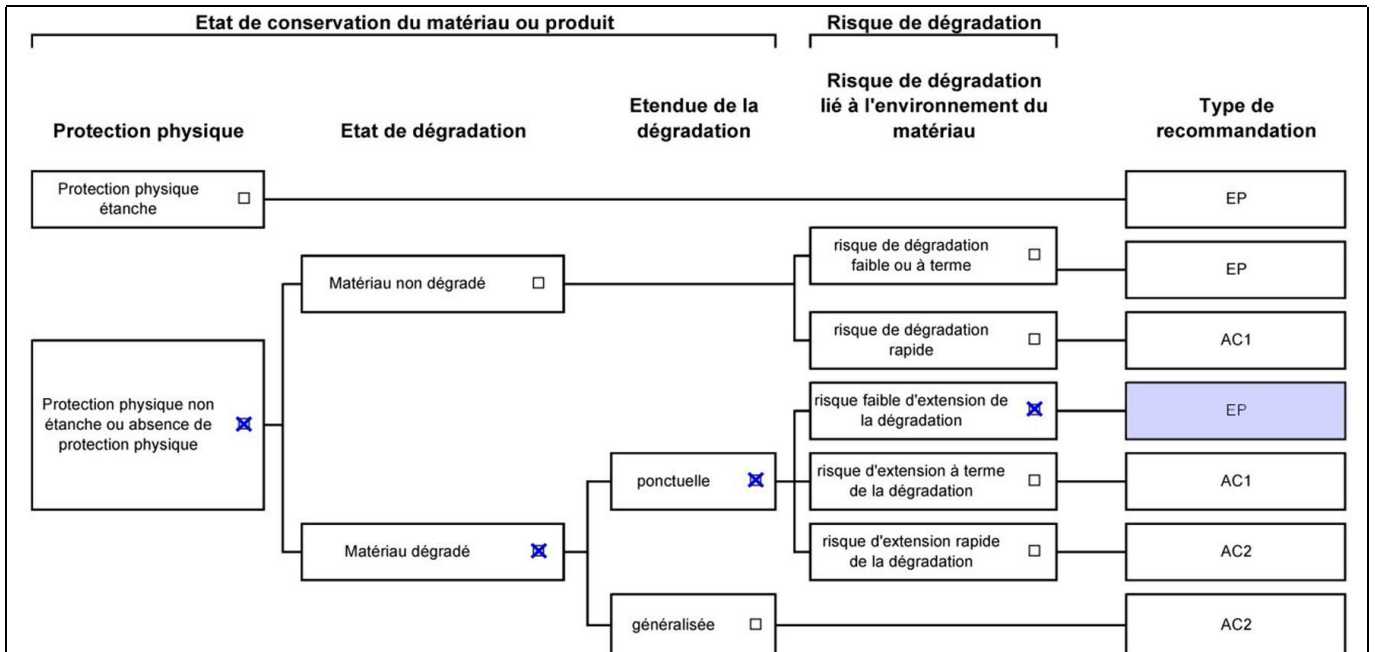 Etat de conservation du matériau ou produit
Risque de dégradation
Protection physique
Etat de dégradation
Etendue de la
dégradation
Risque de dégradation
lié à l'environnement du
matériau
Type de
recommandation
Protection physique
étanche
EP
risque de dégradation
faible ou à terme
EP
Matériau non dégradé
risque de dégradation
rapide
AC1
Protection physique non
étanche ou absence de
protection physique
risque faible d'extension de
la dégradation
EP
ponctuelle
risque d'extension à terme
de la dégradation
AC1
Matériau dégradé
risque d'extension rapide
de la dégradation
AC2
généralisée
AC2